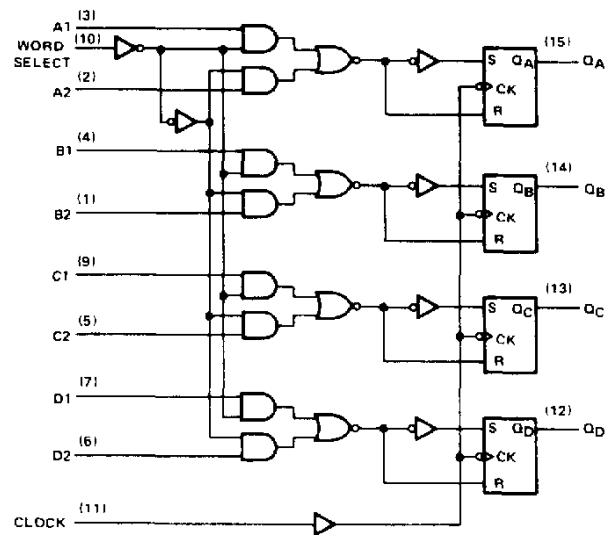 A1 (3)
WORD SELECT (10)
A2 (2)
S QA (15) QA
CK
R
B1 (4)
B2 (1)
S QB (14) QB
CK
R
C1 (9)
C2 (5)
S QC (13) QC
CK
R
D1 (7)
D2 (6)
S QD (12) QD
CK
R
CLOCK (11)